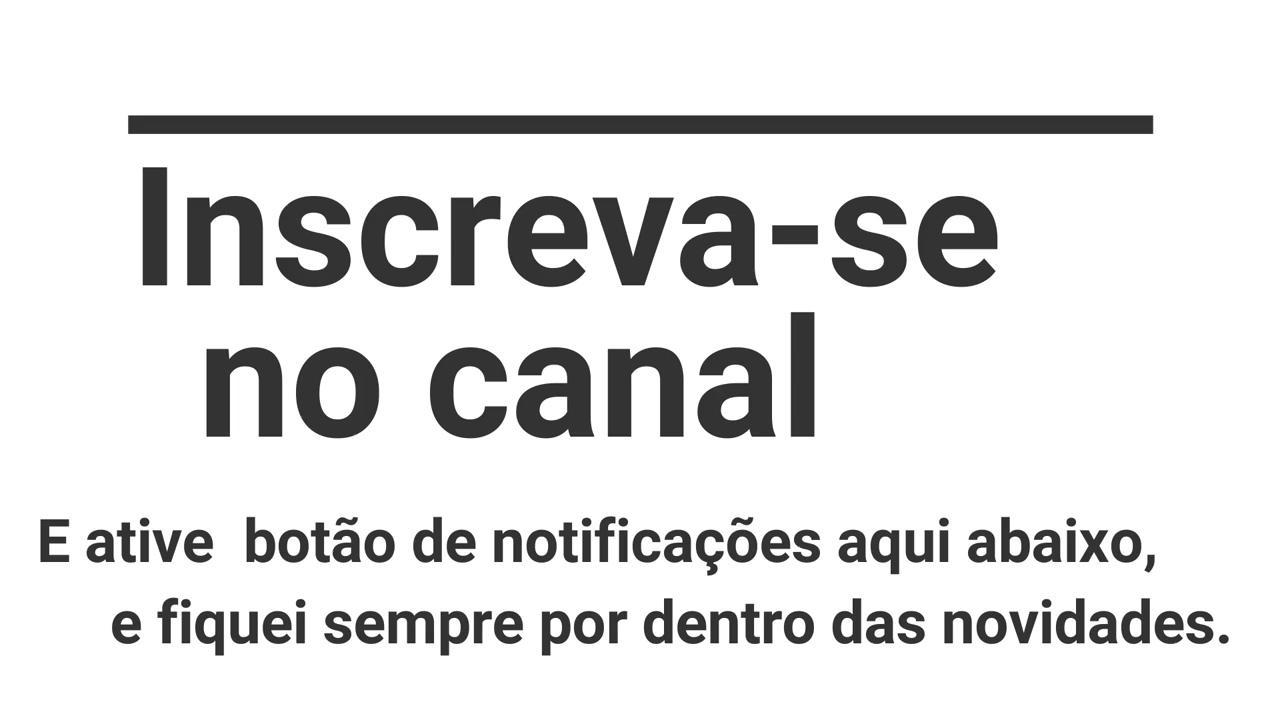 Inscreva-se
no canal
E ative  botão de notificações aqui abaixo,
e fiquei sempre por dentro das novidades.